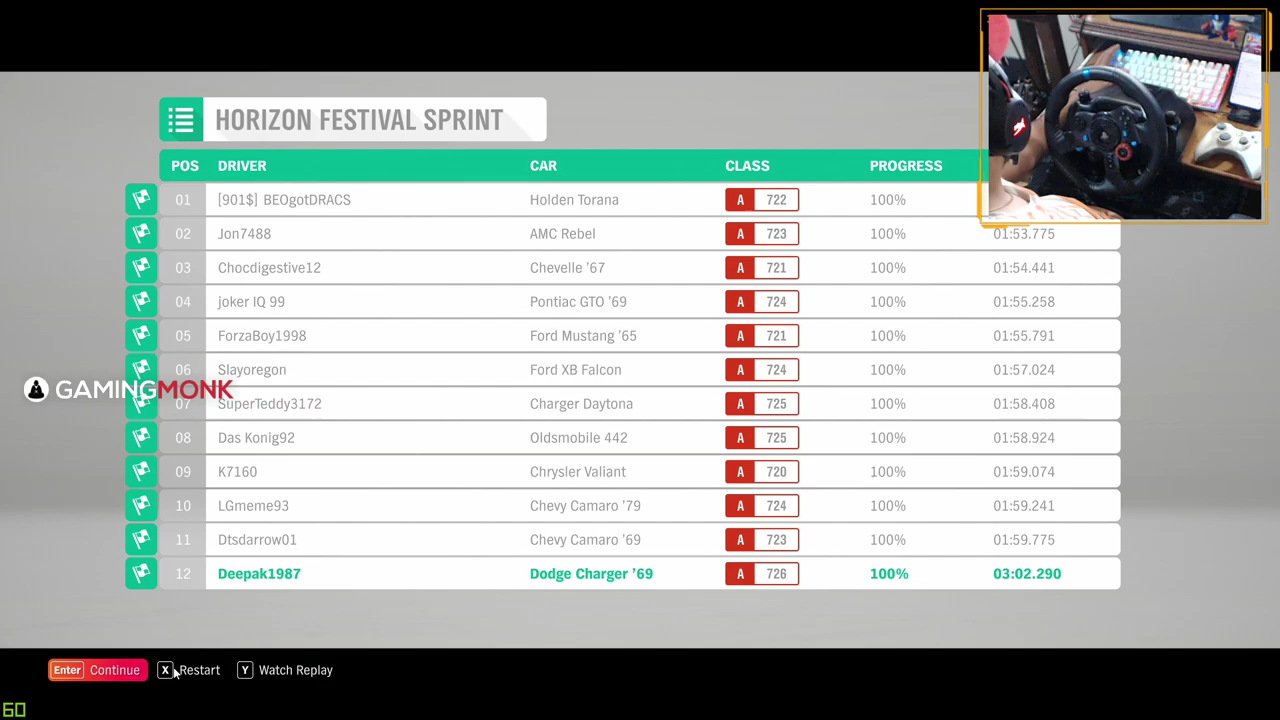 HORIZON FESTIVAL SPRINT
POS DRIVER CAR CLASS PROGRESS
01 [901$] BEOgotDRACS Holden Torana A 722 100%
02 Jon7488 AMC Rebel A 723 100% 01:53.775
03 Chocdigestive12 Chevelle '67 A 721 100% 01:54.441
04 joker IQ 99 Pontiac GTO '69 A 724 100% 01:55.258
05 ForzaBoy1998 Ford Mustang '65 A 721 100% 01:55.791
06 Slayoregon Ford XB Falcon A 724 100% 01:57.024
GAMINGMONK
07 SuperTeddy3172 Charger Daytona A 725 100% 01:58.408
08 Das Konig92 Oldsmobile 442 A 725 100% 01:58.924
09 K7160 Chrysler Valiant A 720 100% 01:59.074
10 LGmeme93 Chevy Camaro '79 A 724 100% 01:59.241
11 Dtsdarrow01 Chevy Camaro '69 A 723 100% 01:59.775
12 Deepak1987 Dodge Charger '69 A 726 100% 03:02.290
Enter Continue X Restart Y Watch Replay
60